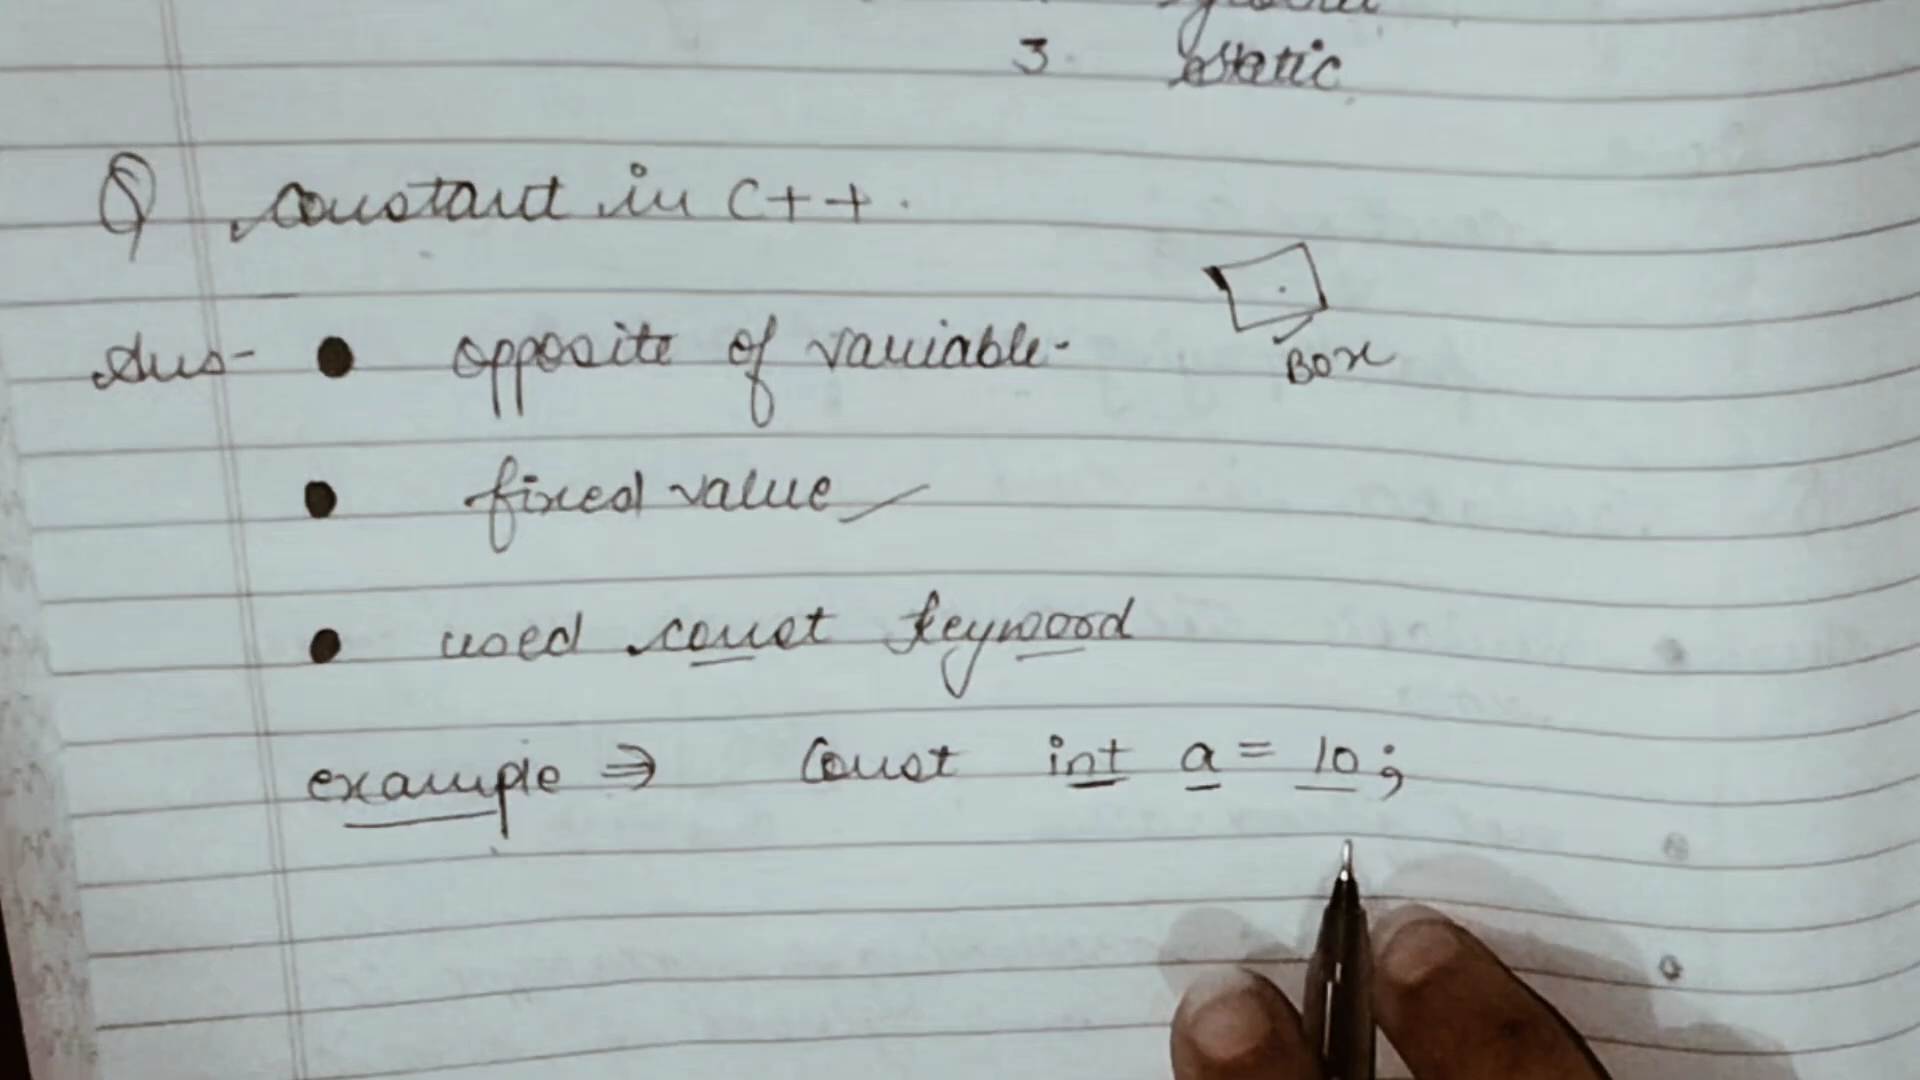 3. static
Q constant in C++.
Ans- ● opposite of variable-
Box
● fixed value
● used const keyword
example ⇒ Const int a = 10;